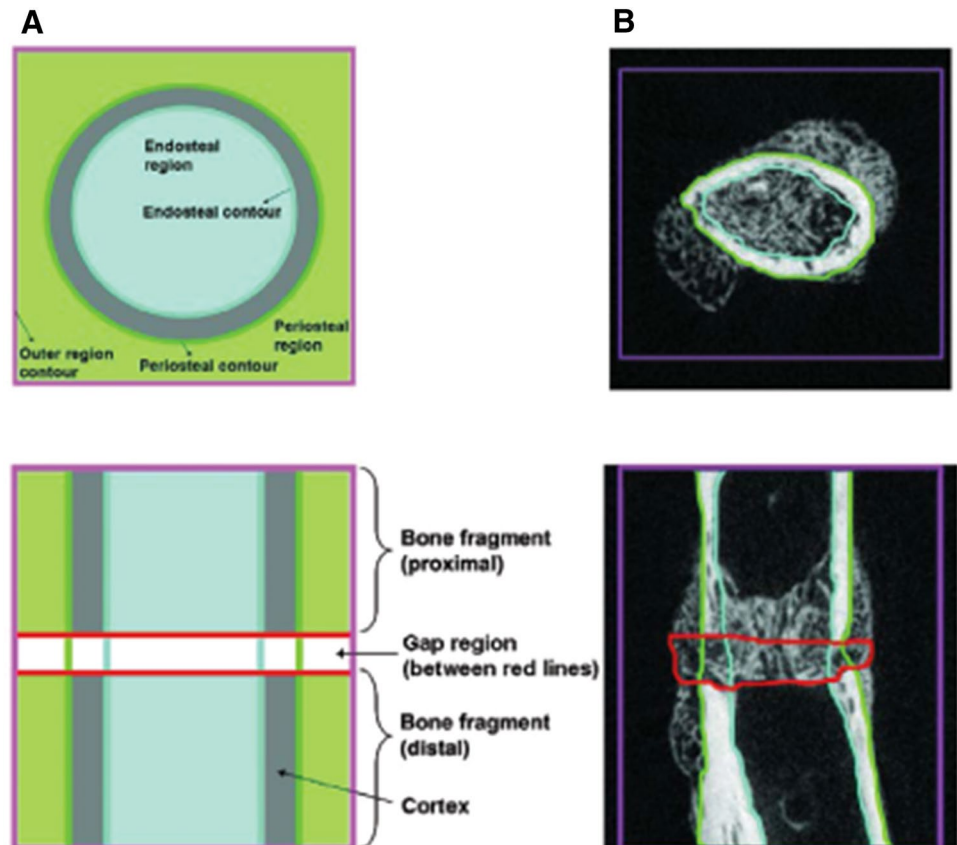 A
B
Endosteal
region
Endosteal contour
Periosteal
region
Outer region
contour
Periosteal contour
Bone fragment
(proximal)
Gap region
(between red lines)
Bone fragment
(distal)
Cortex